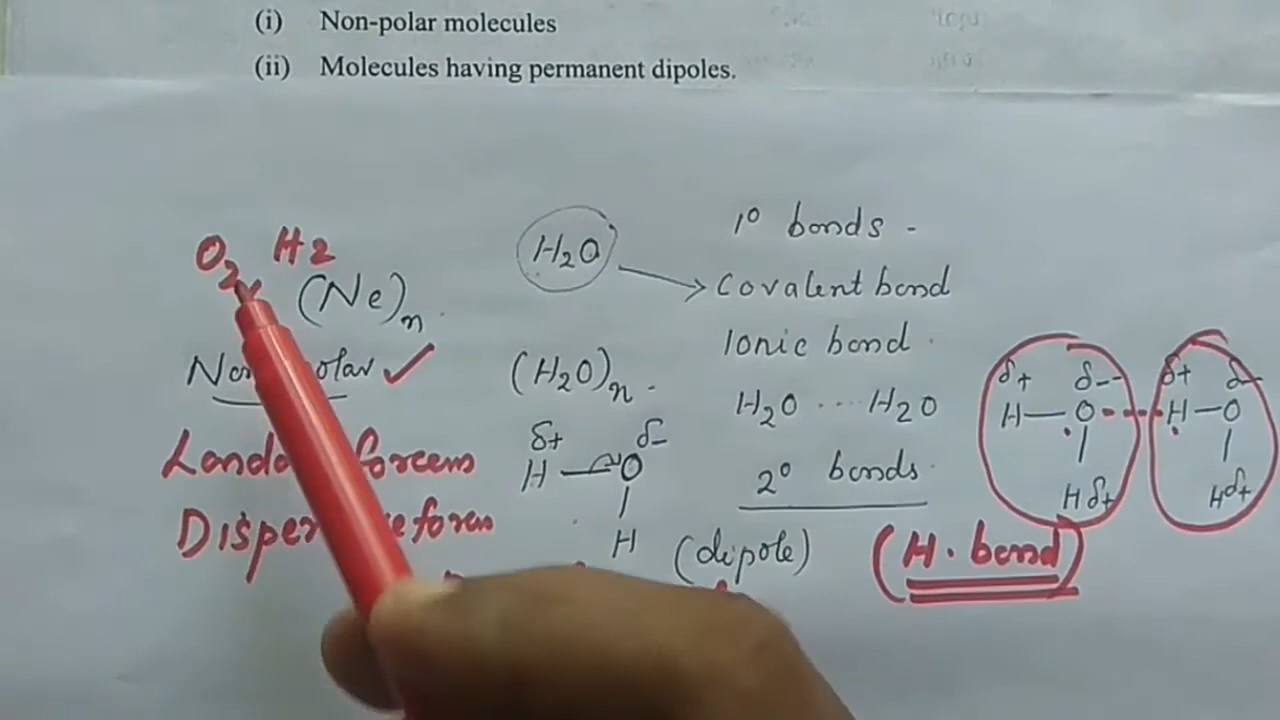 (i) Non-polar molecules
(ii) Molecules having permanent dipoles.
O2 H2
(Ne)n
H2O
1° bonds -
Covalent bond
Ionic bond
(H2O)n
H2O ... H2O
2° bonds
δ+ δ-
H—O
H
δ+ δ-- δ+ δ-
H—O---H—O
H δ+ Hδ+
forcem
(dipole)
(H. bond)